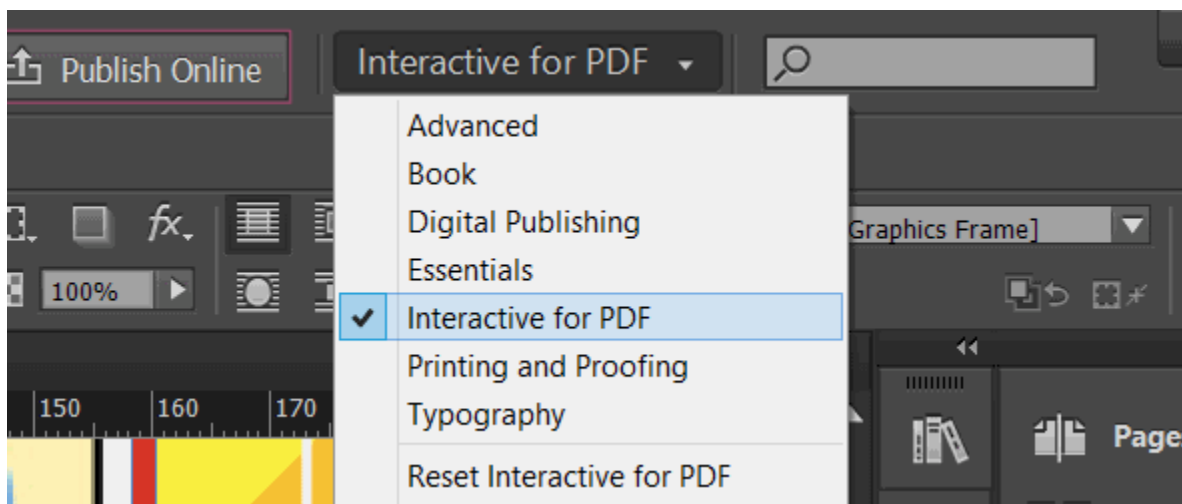 Publish Online
Interactive for PDF
Advanced
Book
Digital Publishing
Essentials
Interactive for PDF
Printing and Proofing
Typography
Reset Interactive for PDF
fx.
Graphics Frame]
100%
150 160 170